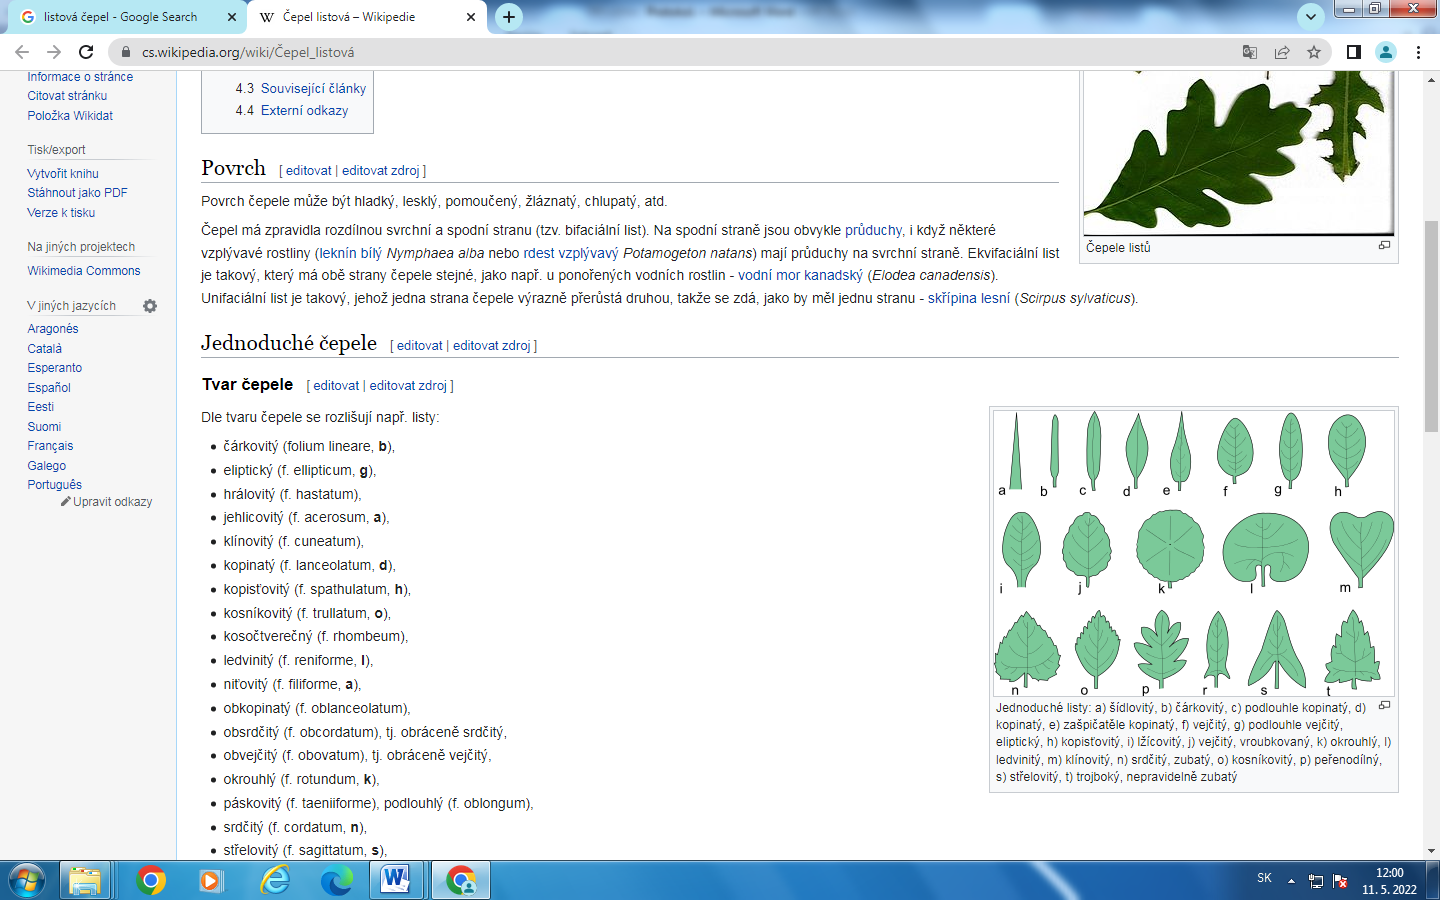 listová čepel - Google Search
Čepel listová – Wikipedie
cs.wikipedia.org/wiki/Čepel_listová
Informace o stránce
Citovat stránku
Položka Wikidat
Tisk/export
Vytvořit knihu
Stáhnout jako PDF
Verze k tisku
Na jiných projektech
Wikimedia Commons
V jiných jazycích
Aragonés
Català
Esperanto
Español
Eesti
Suomi
Français
Galego
Português
Upravit odkazy
4.3 Související články
4.4 Externí odkazy
Povrch [ editovat | editovat zdroj ]
Povrch čepele může být hladký, lesklý, pomoučený, žláznatý, chlupatý, atd.
Čepel má zpravidla rozdílnou svrchní a spodní stranu (tzv. bifaciální list). Na spodní straně jsou obvykle průduchy, i když některé
vzplývavé rostliny (leknín bílý Nymphaea alba nebo rdest vzplývavý Potamogeton natans) mají průduchy na svrchní straně. Ekvifaciální list
je takový, který má obě strany čepele stejné, jako např. u ponořených vodních rostlin - vodní mor kanadský (Elodea canadensis).
Unifaciální list je takový, jehož jedna strana čepele výrazně přerůstá druhou, takže se zdá, jako by měl jednu stranu - skřípina lesní (Scirpus sylvaticus).
Čepele listů
Jednoduché čepele [ editovat | editovat zdroj ]
Tvar čepele [ editovat | editovat zdroj ]
Dle tvaru čepele se rozlišují např. listy:
čárkovitý (folium lineare, b),
eliptický (f. ellipticum, g),
hrálovitý (f. hastatum),
jehlicovitý (f. acerosum, a),
klínovitý (f. cuneatum),
kopinatý (f. lanceolatum, d),
kopisťovitý (f. spathulatum, h),
kosníkovitý (f. trullatum, o),
kosočtverečný (f. rhombeum),
ledvinitý (f. reniforme, l),
niťovitý (f. filiforme, a),
obkopinatý (f. oblanceolatum),
obsrdčitý (f. obcordatum), tj. obráceně srdčitý,
obvejčitý (f. obovatum), tj. obráceně vejčitý,
okrouhlý (f. rotundum, k),
páskovitý (f. taeniiforme), podlouhlý (f. oblongum),
srdčitý (f. cordatum, n),
střelovitý (f. sagittatum, s),
a b c d e f g h
i j k l m
n o p r s t
Jednoduché listy: a) šídlovitý, b) čárkovitý, c) podlouhle kopinatý, d)
kopinatý, e) zašpičatěle kopinatý, f) vejčitý, g) podlouhle vejčitý,
eliptický, h) kopisťovitý, i) lžícovitý, j) vejčitý, vroubkovaný, k) okrouhlý, l)
ledvinitý, m) klínovitý, n) srdčitý, zubatý, o) kosníkovitý, p) peřenodílný,
s) střelovitý, t) trojboký, nepravidelně zubatý
SK
12:00
11. 5. 2022